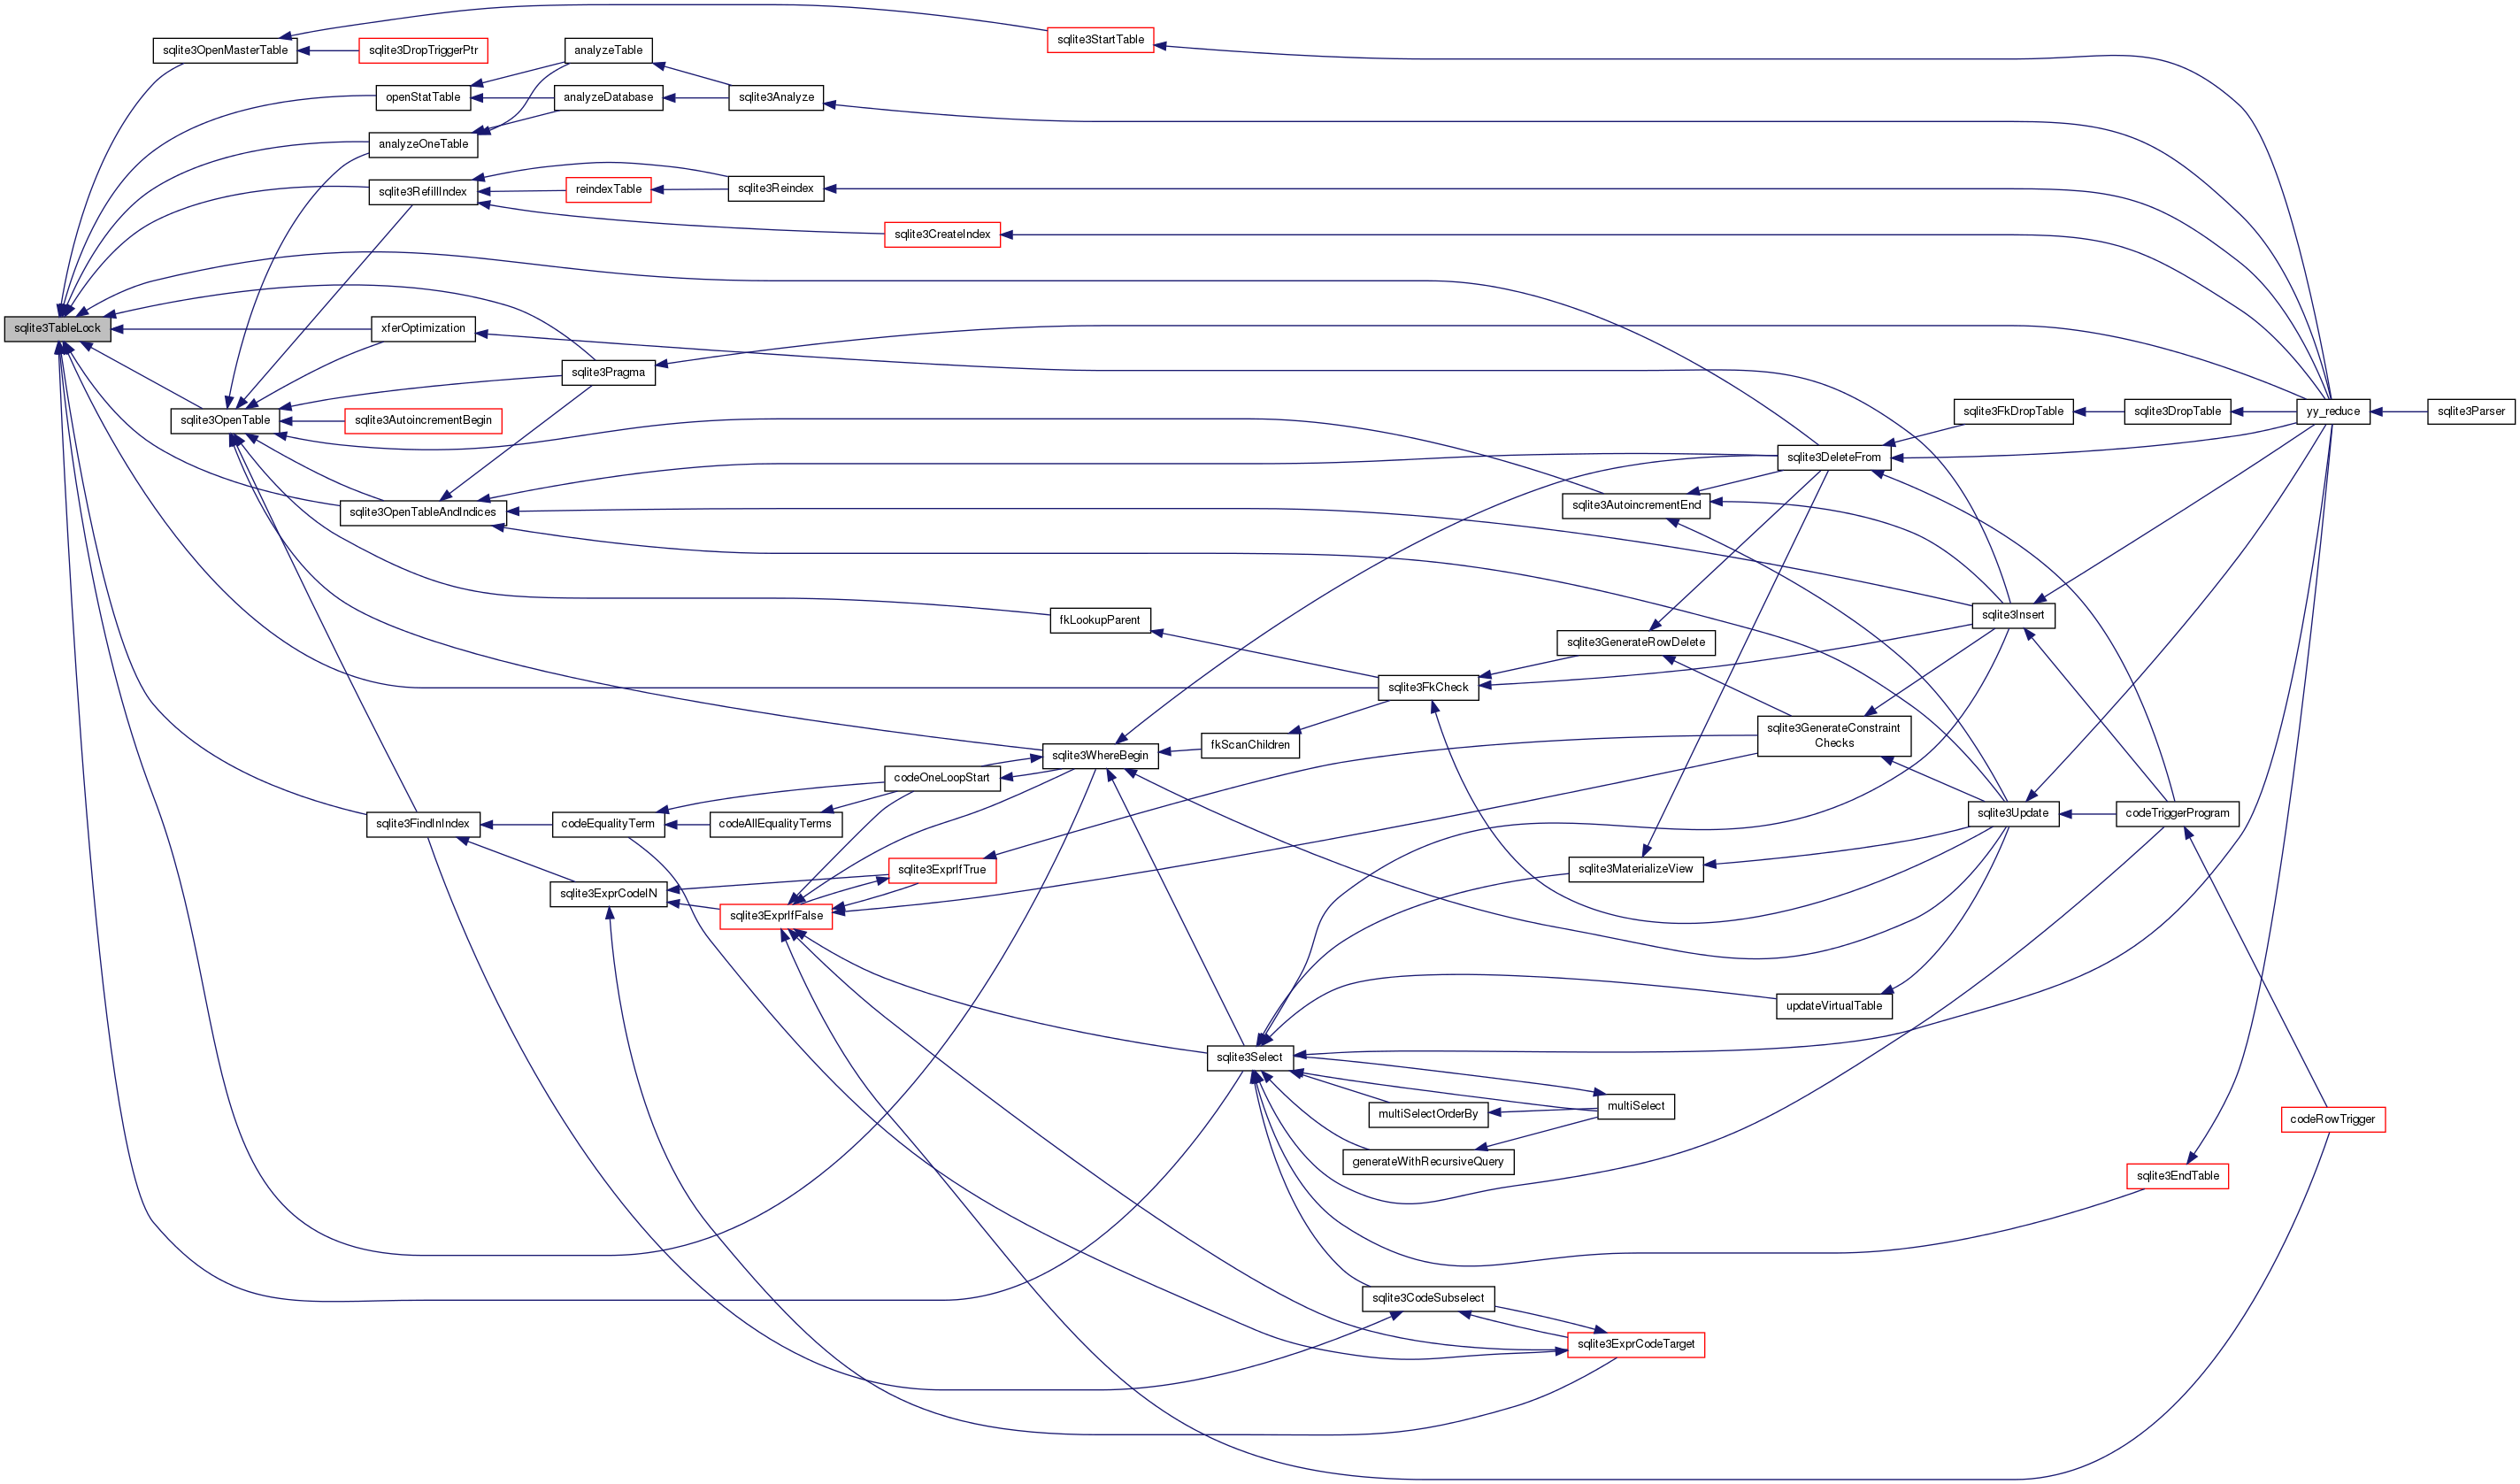 sqlite3TableLock
sqlite3OpenMasterTable
sqlite3DropTriggerPtr
openStatTable
analyzeTable
analyzeOneTable
analyzeDatabase
sqlite3Analyze
sqlite3StartTable
sqlite3RefillIndex
reindexTable
sqlite3Reindex
sqlite3CreateIndex
xferOptimization
sqlite3Pragma
sqlite3OpenTable
sqlite3AutoincrementBegin
sqlite3OpenTableAndIndices
sqlite3FkDropTable
sqlite3DropTable
yy_reduce
sqlite3Parser
sqlite3DeleteFrom
sqlite3AutoincrementEnd
fkLookupParent
sqlite3GenerateRowDelete
sqlite3Insert
sqlite3FkCheck
sqlite3GenerateConstraint
Checks
sqlite3WhereBegin
fkScanChildren
codeOneLoopStart
sqlite3FindInIndex
codeEqualityTerm
codeAllEqualityTerms
sqlite3Update
codeTriggerProgram
sqlite3ExprIfTrue
sqlite3MaterializeView
sqlite3ExprCodeIN
sqlite3ExprIfFalse
updateVirtualTable
sqlite3Select
multiSelectOrderBy
multiSelect
codeRowTrigger
generateWithRecursiveQuery
sqlite3EndTable
sqlite3CodeSubselect
sqlite3ExprCodeTarget